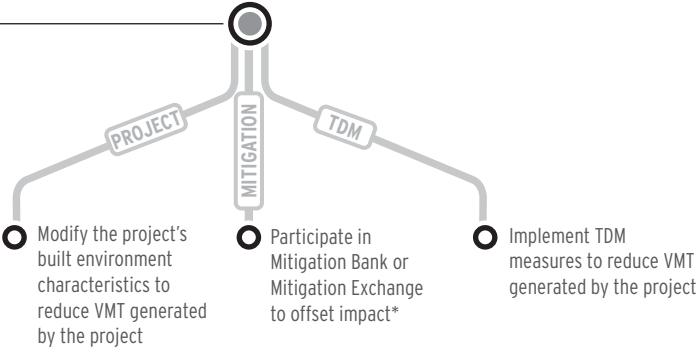 PROJECT
MITIGATION
TDM
Modify the project's
built environment
characteristics to
reduce VMT generated
by the project
Participate in
Mitigation Bank or
Mitigation Exchange
to offset impact*
Implement TDM
measures to reduce VMT
generated by the project